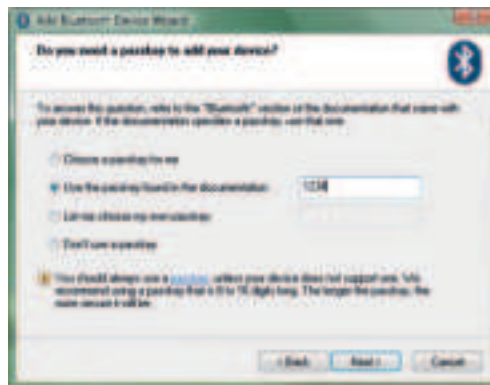 Add Bluetooth Device Wizard
Do you need a passkey to add your device?
To answer this question, refer to the "Bluetooth" section of the documentation that came with
your device. If the documentation specifies a passkey, use that one.
Choose a passkey for me
Use the passkey found in the documentation:
Let me choose my own passkey:
Don't use a passkey
You should always use a passkey, unless your device does not support one. We
recommend using a passkey that is 8 to 16 digits long. The longer the passkey, the
more secure it will be.
< Back Next > Cancel